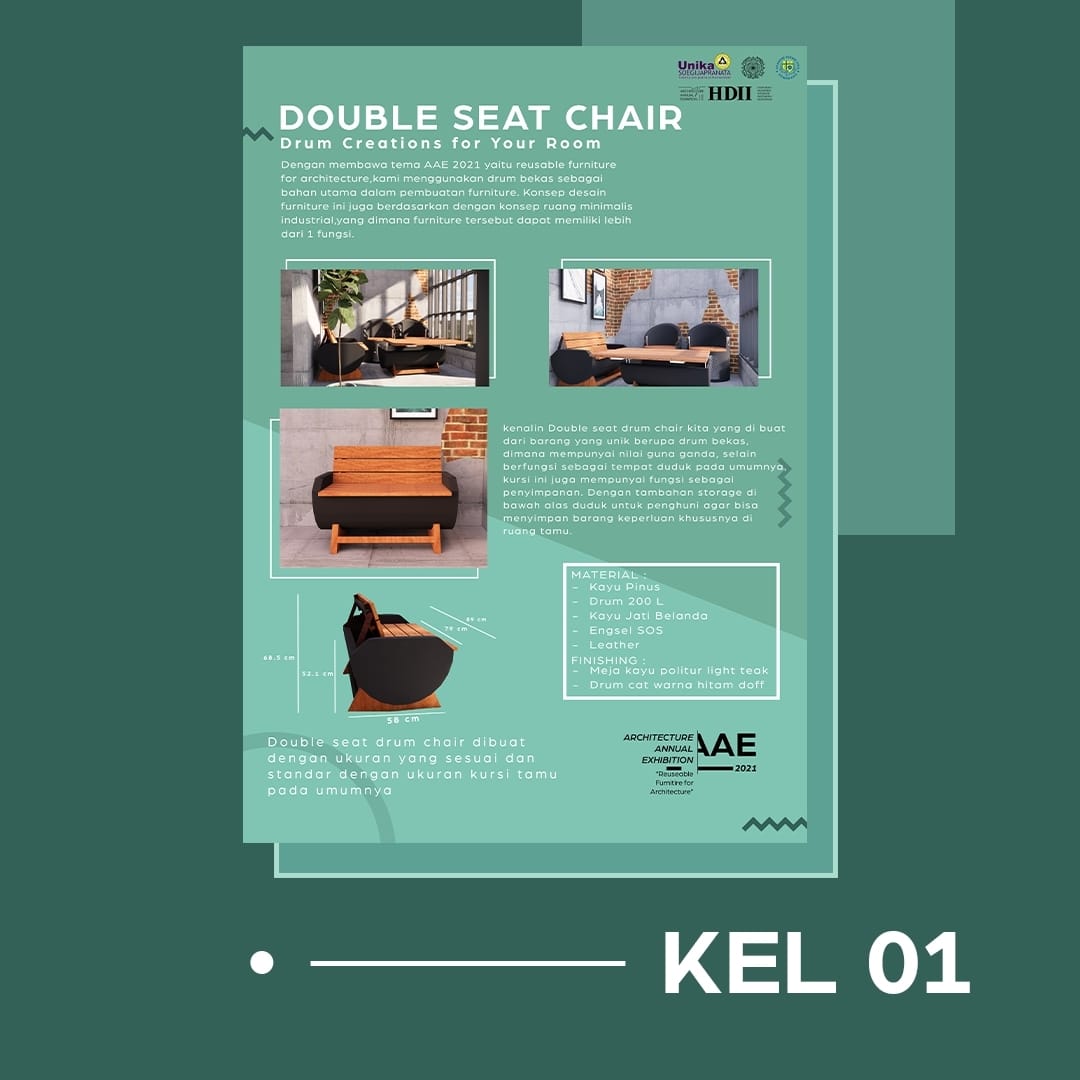 Unika
SOEGIJAPRANATA
HDII
DOUBLE SEAT CHAIR
Drum Creations for Your Room
Dengan membawa tema AAE 2021 yaitu reusable furniture
for architecture,kami menggunakan drum bekas sebagai
bahan utama dalam pembuatan furniture. Konsep desain
furniture ini juga berdasarkan dengan konsep ruang minimalis
industrial,yang dimana furniture tersebut dapat memiliki lebih
dari 1 fungsi.
kenalin Double seat drum chair kita yang di buat
dari barang yang unik berupa drum bekas,
dimana mempunyai nilai guna ganda, selain
berfungsi sebagai tempat duduk pada umumnya,
kursi ini juga mempunyai fungsi sebagai
penyimpanan. Dengan tambahan storage di
bawah alas duduk untuk penghuni agar bisa
menyimpan barang keperluan khususnya di
ruang tamu.
MATERIAL :
- Kayu Pinus
- Drum 200 L
- Kayu Jati Belanda
- Engsel SOS
- Leather
FINISHING :
- Meja kayu politur light teak
- Drum cat warna hitam doff
89 cm
79 cm
68.5 cm
52.1 cm
58 cm
Double seat drum chair dibuat
dengan ukuran yang sesuai dan
standar dengan ukuran kursi tamu
pada umumnya
ARCHITECTURE
ANNUAL
EXHIBITION
AAE
2021
"Reuseable
Furnitire for
Architecture"
KEL 01